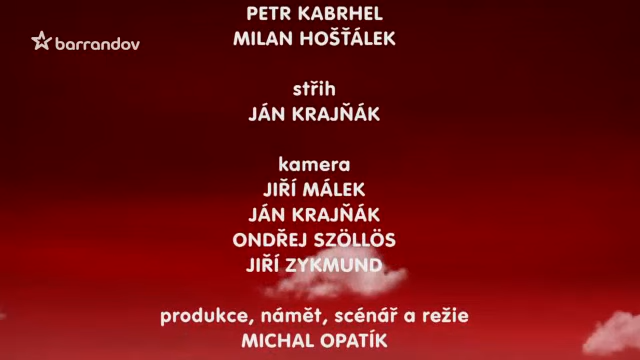 PETR KABRHEL
MILAN HOŠŤÁLEK
barrandov
střih
JÁN KRAJŇÁK
kamera
JIŘÍ MÁLEK
JÁN KRAJŇÁK
ONDŘEJ SZÖLLÖS
JIŘÍ ZYKMUND
produkce, námět, scénář a režie
MICHAL OPATÍK